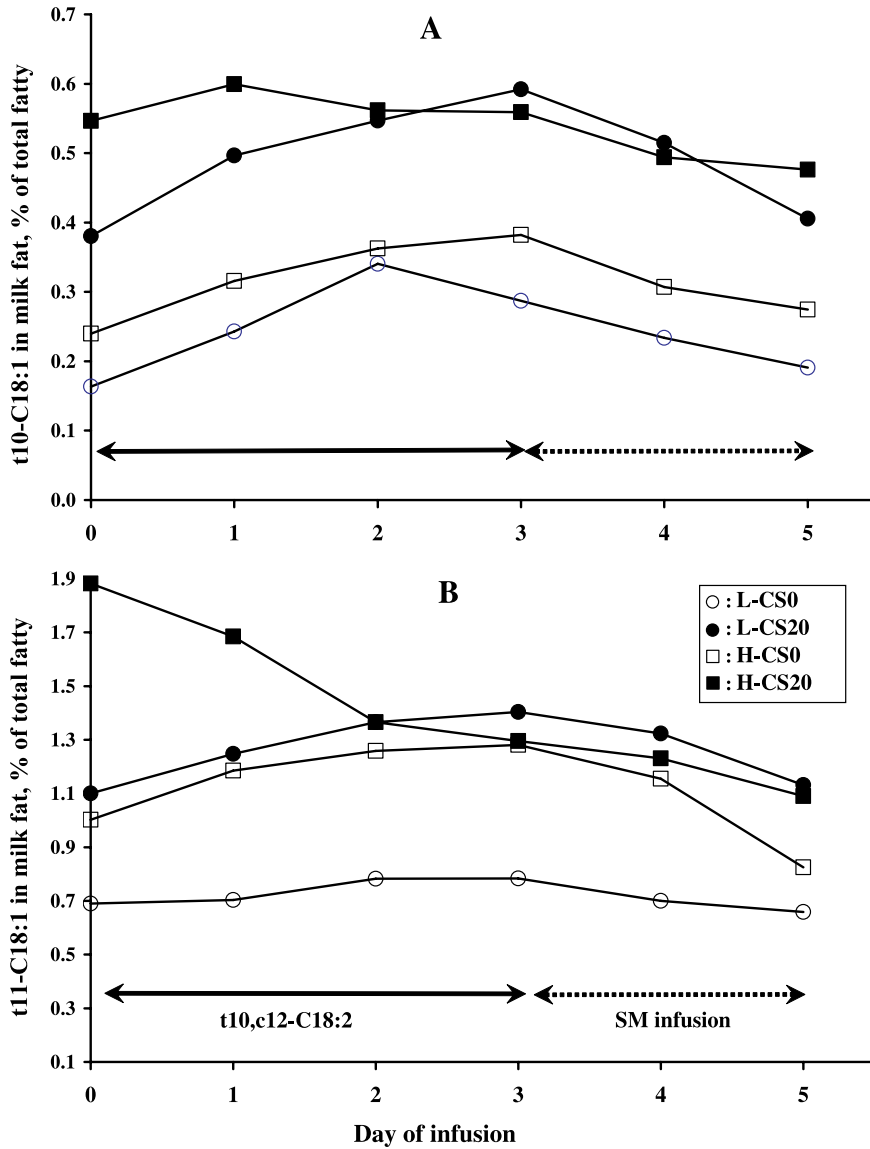 A
t10-C18:1 in milk fat, % of total fatty
0.7
0.6
0.5
0.4
0.3
0.2
0.1
0.0
0 1 2 3 4 5
B
t11-C18:1 in milk fat, % of total fatty
1.9
1.7
1.5
1.3
1.1
0.9
0.7
0.5
0.3
0.1
: L-CS0
: L-CS20
: H-CS0
: H-CS20
t10,c12-C18:2 SM infusion
0 1 2 3 4 5
Day of infusion